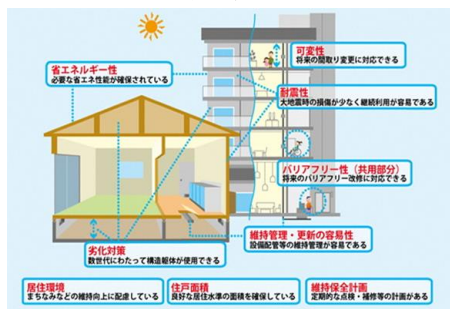 可変性
将来の間取り変更に対応できる
省エネルギー性
必要な省エネ性能が確保されている
耐震性
大地震時の損傷が少なく継続利用が容易である
バリアフリー性（共用部分）
将来のバリアフリー改修に対応できる
維持管理・更新の容易性
設備配管等の維持管理が容易である
劣化対策
数世代にわたって構造躯体が使用できる
居住環境
まちなみなどの維持向上に配慮している
住戸面積
良好な居住水準の面積を確保している
維持保全計画
定期的な点検・補修等の計画がある